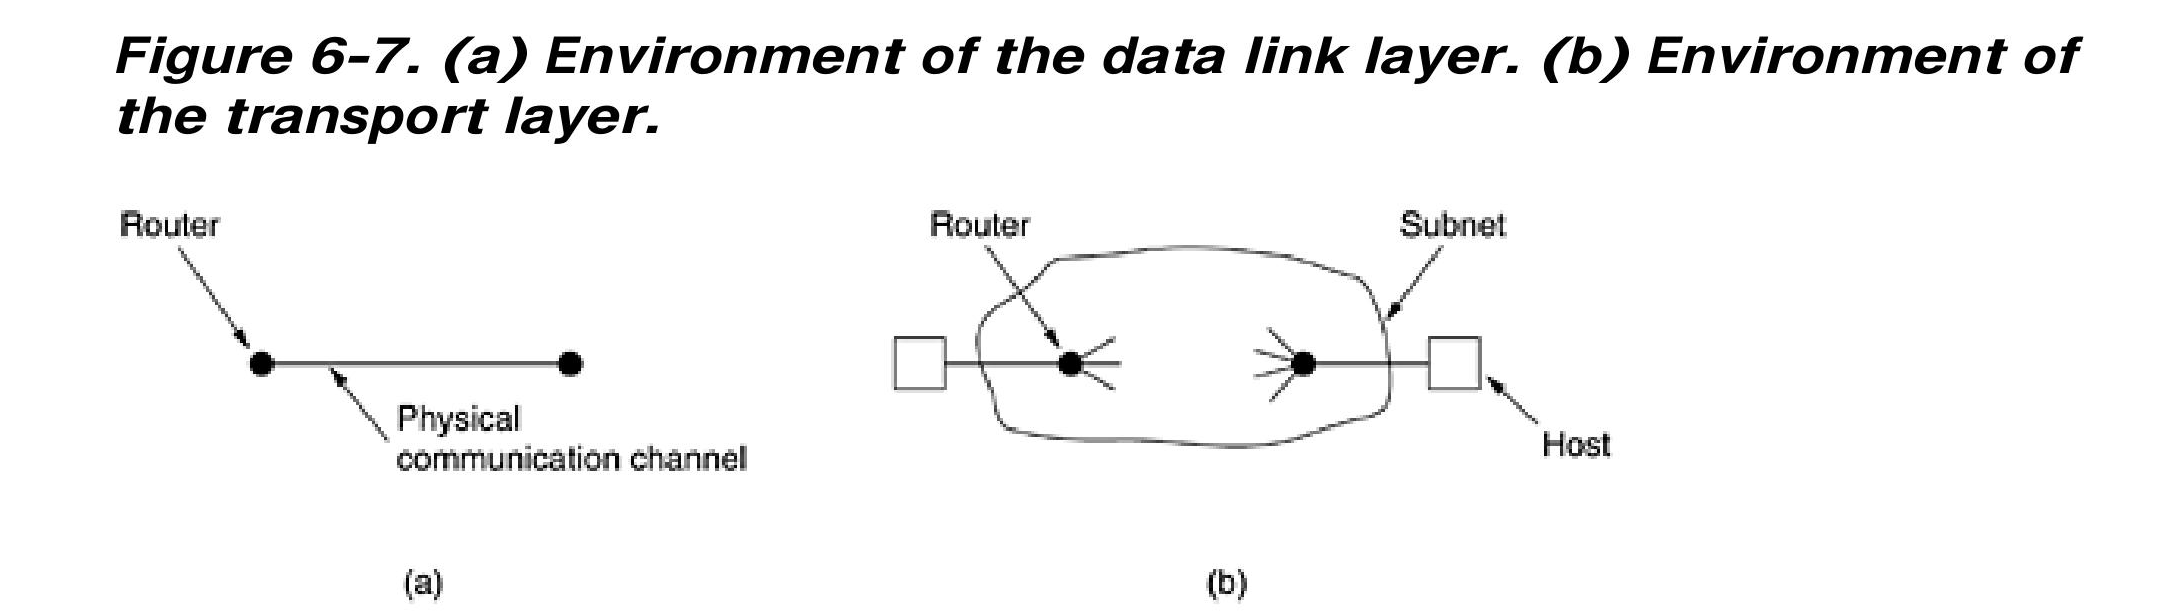 Figure 6-7. (a) Environment of the data link layer. (b) Environment of
the transport layer.
Router
Physical
communication channel
(a)
Router
Subnet
Host
(b)